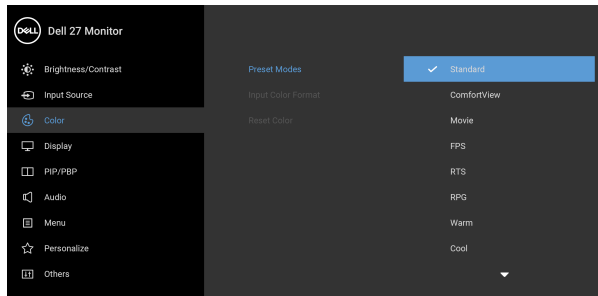 DELL Dell 27 Monitor
Brightness/Contrast
Input Source
Color
Display
PIP/PBP
Audio
Menu
Personalize
Others
Preset Modes
Input Color Format
Reset Color
Standard
ComfortView
Movie
FPS
RTS
RPG
Warm
Cool